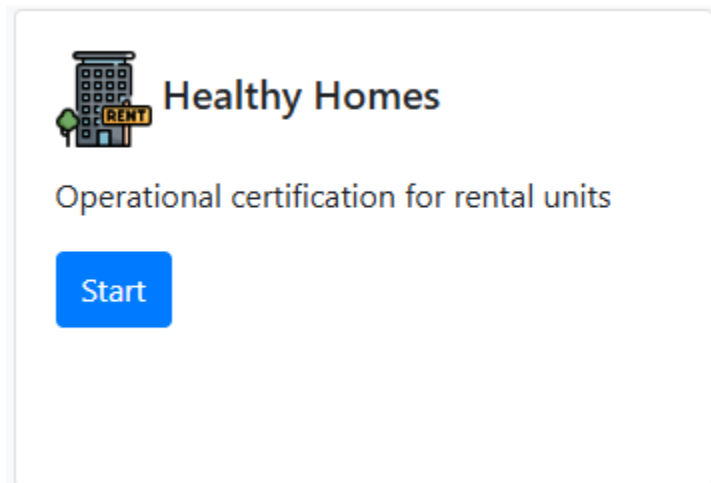 RENT
Healthy Homes
Operational certification for rental units
Start